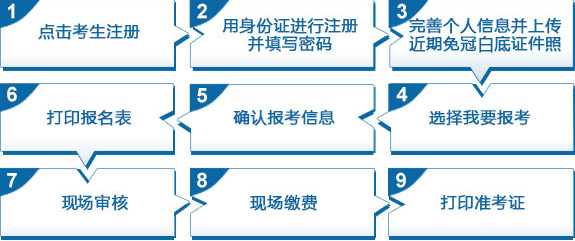 1
点击考生注册
2
用身份证进行注册
并填写密码
3
完善个人信息并上传
近期免冠白底证件照
4
选择我要报考
5
确认报考信息
6
打印报名表
7
现场审核
8
现场缴费
9
打印准考证